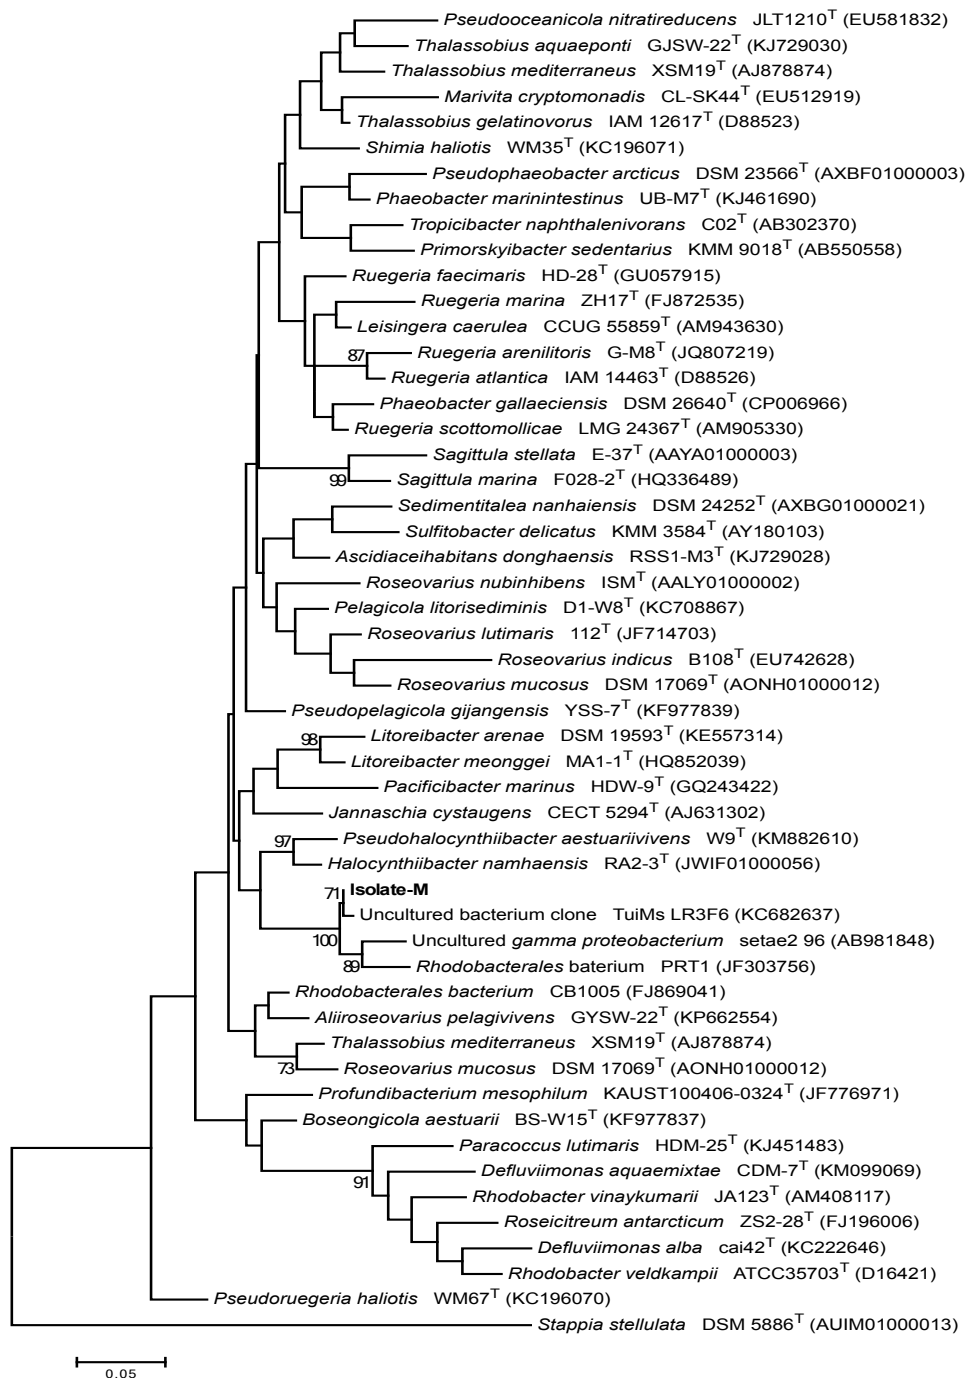 Pseudooceanicola nitratireducens JLT1210T (EU581832)
Thalassobius aquaeponti GJSW-22T (KJ729030)
Thalassobius mediterraneus XSM19T (AJ878874)
Marivita cryptomonadis CL-SK44T (EU512919)
Thalassobius gelatinovorus IAM 12617T (D88523)
Shimia haliotis WM35T (KC196071)
Pseudophaeobacter arcticus DSM 23566T (AXBF01000003)
Phaeobacter marinintestinus UB-M7T (KJ461690)
Tropicibacter naphthalenivorans C02T (AB302370)
Primorskyibacter sedentarius KMM 9018T (AB550558)
Ruegeria faecimaris HD-28T (GU057915)
Ruegeria marina ZH17T (FJ872535)
Leisingera caerulea CCUG 55859T (AM943630)
87 Ruegeria arenilitoris G-M8T (JQ807219)
Ruegeria atlantica IAM 14463T (D88526)
Phaeobacter gallaeciensis DSM 26640T (CP006966)
Ruegeria scottomollicae LMG 24367T (AM905330)
Sagittula stellata E-37T (AAYA01000003)
99 Sagittula marina F028-2T (HQ336489)
Sedimentitalea nanhaiensis DSM 24252T (AXBG01000021)
Sulfitobacter delicatus KMM 3584T (AY180103)
Ascidiaceihabitans donghaensis RSS1-M3T (KJ729028)
Roseovarius nubinhibens ISMT (AALY01000002)
Pelagicola litorisediminis D1-W8T (KC708867)
Roseovarius lutimaris 112T (JF714703)
Roseovarius indicus B108T (EU742628)
Roseovarius mucosus DSM 17069T (AONH01000012)
Pseudopelagicola gijangensis YSS-7T (KF977839)
98 Litoreibacter arenae DSM 19593T (KE557314)
Litoreibacter meonggei MA1-1T (HQ852039)
Pacificibacter marinus HDW-9T (GQ243422)
Jannaschia cystaugens CECT 5294T (AJ631302)
97 Pseudohalocynthiibacter aestuariivivens W9T (KM882610)
Halocynthiibacter namhaensis RA2-3T (JWIF01000056)
71 Isolate-M
Uncultured bacterium clone TuiMs LR3F6 (KC682637)
100 Uncultured gamma proteobacterium setae2 96 (AB981848)
89 Rhodobacterales baterium PRT1 (JF303756)
Rhodobacterales bacterium CB1005 (FJ869041)
Aliiroseovarius pelagivivens GYSW-22T (KP662554)
Thalassobius mediterraneus XSM19T (AJ878874)
73 Roseovarius mucosus DSM 17069T (AONH01000012)
Profundibacterium mesophilum KAUST100406-0324T (JF776971)
Boseongicola aestuarii BS-W15T (KF977837)
Paracoccus lutimaris HDM-25T (KJ451483)
91 Defluviimonas aquaemixtae CDM-7T (KM099069)
Rhodobacter vinaykumarii JA123T (AM408117)
Roseicitreum antarcticum ZS2-28T (FJ196006)
Defluviimonas alba cai42T (KC222646)
Rhodobacter veldkampii ATCC35703T (D16421)
Pseudoruegeria haliotis WM67T (KC196070)
Stappia stellulata DSM 5886T (AUIM01000013)
0.05